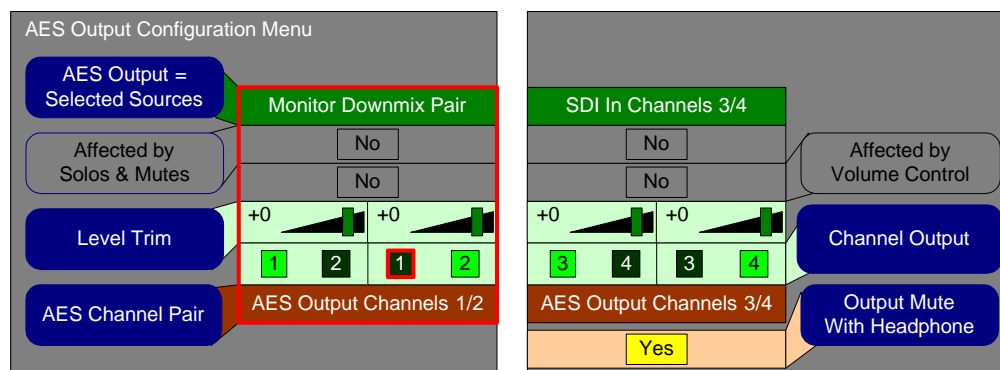 AES Output Configuration Menu
AES Output =
Selected Sources
Monitor Downmix Pair
SDI In Channels 3/4
Affected by
Solos & Mutes
No
No
No
No
Affected by
Volume Control
Level Trim
+0
+0
+0
+0
Channel Output
1
2
1
2
3
4
3
4
AES Channel Pair
AES Output Channels 1/2
AES Output Channels 3/4
Output Mute
With Headphone
Yes